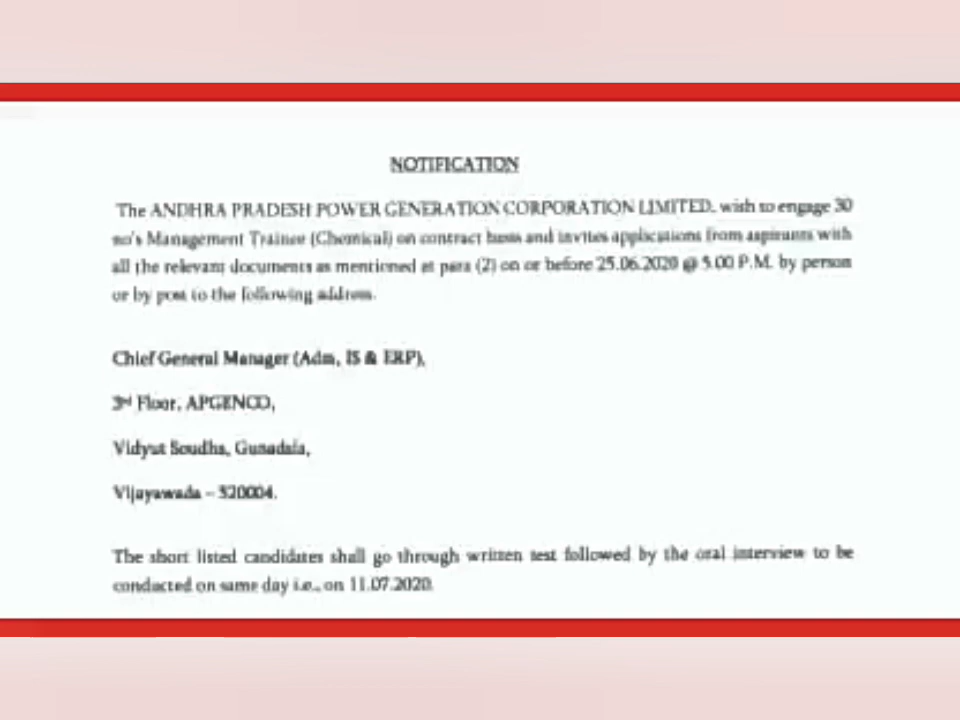 NOTIFICATION
The ANDHRA PRADESH POWER GENERATION CORPORATION LIMITED. wish to engage 30
no's Management Trainee (Chemical) on contract basis and invites applications from aspirants with
all the relevant documents as mentioned at para (2) on or before 25.06.2020 @ 5.00 P.M. by person
or by post to the following address.
Chief General Manager (Adm, IS & ERP),
3rd Floor, APGENCO,
Vidyut Soudha, Gunadala,
Vijayawada – 520004.
The short listed candidates shall go through written test followed by the oral interview to be
conducted on same day i.e., on 11.07.2020.